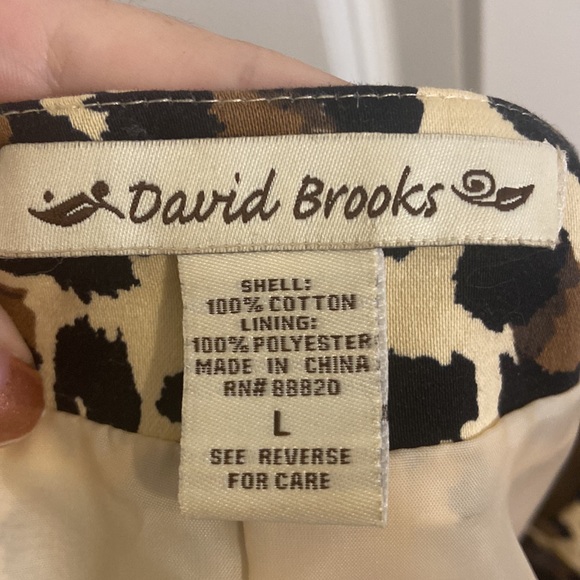 David Brooks
SHELL:
100% COTTON
LINING:
100% POLYESTER
MADE IN CHINA
RN# 88820
L
SEE REVERSE
FOR CARE